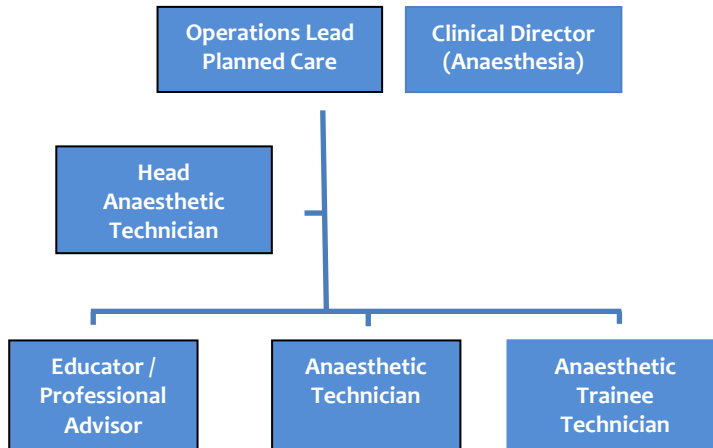 Operations Lead
Planned Care
Clinical Director
(Anaesthesia)
Head
Anaesthetic
Technician
Educator /
Professional
Advisor
Anaesthetic
Technician
Anaesthetic
Trainee
Technician